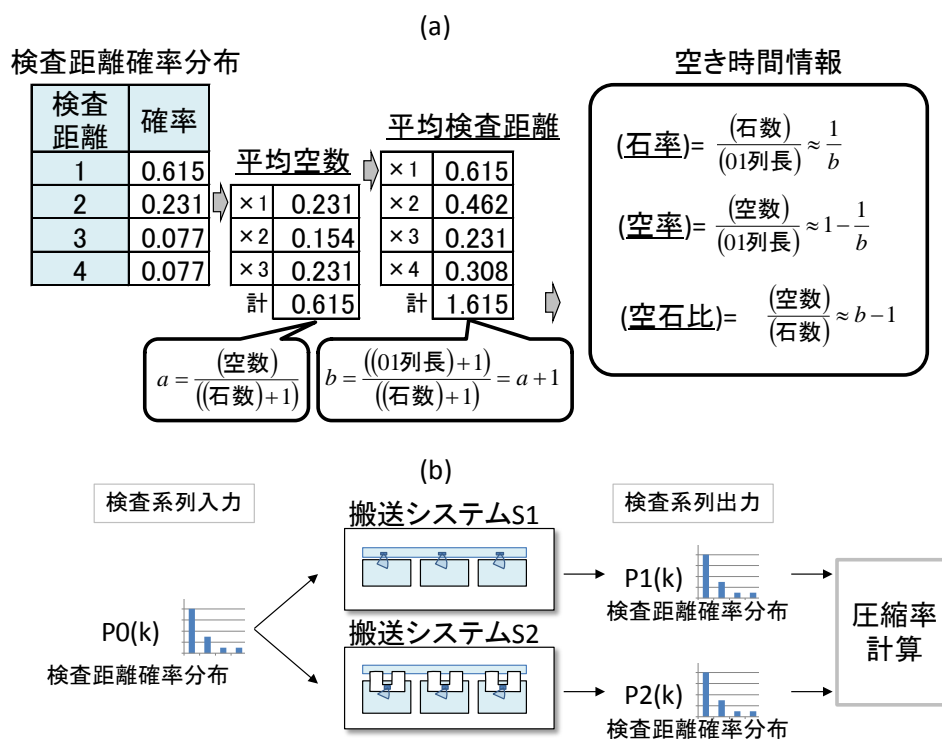 (a)
検査距離確率分布
検査距離 確率
1 0.615
2 0.231
3 0.077
4 0.077
平均空数
×1 0.231
×2 0.154
×3 0.231
計 0.615
a = (空数) / ((石数)+1)
平均検査距離
×1 0.615
×2 0.462
×3 0.231
×4 0.308
計 1.615
b = ((01列長)+1) / ((石数)+1) = a+1
空き時間情報
(石率)= (石数) / (01列長) ≈ 1 / b
(空率)= (空数) / (01列長) ≈ 1 − 1 / b
(空石比)= (空数) / (石数) ≈ b − 1
(b)
検査系列入力
P0(k)
検査距離確率分布
搬送システムS1
搬送システムS2
検査系列出力
P1(k)
検査距離確率分布
P2(k)
検査距離確率分布
圧縮率
計算